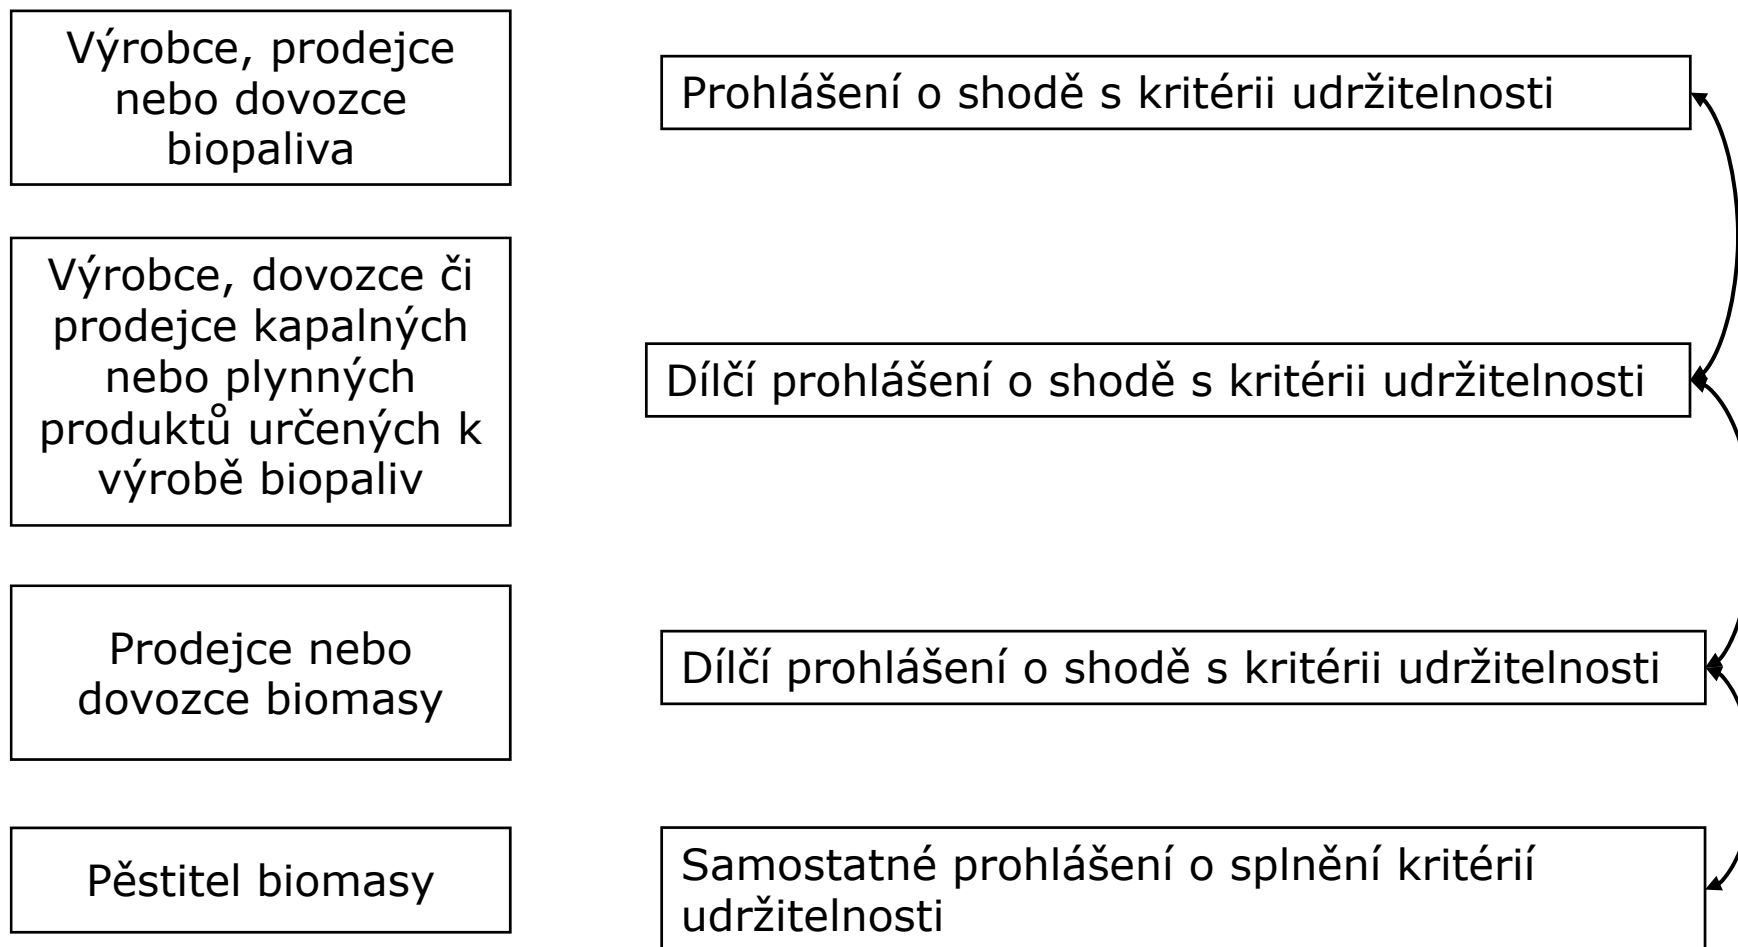 Výrobce, prodejce
nebo dovozce
biopaliva
Prohlášení o shodě s kritérii udržitelnosti
Výrobce, dovozce či
prodejce kapalných
nebo plynných
produktů určených k
výrobě biopaliv
Dílčí prohlášení o shodě s kritérii udržitelnosti
Prodejce nebo
dovozce biomasy
Dílčí prohlášení o shodě s kritérii udržitelnosti
Pěstitel biomasy
Samostatné prohlášení o splnění kritérií
udržitelnosti